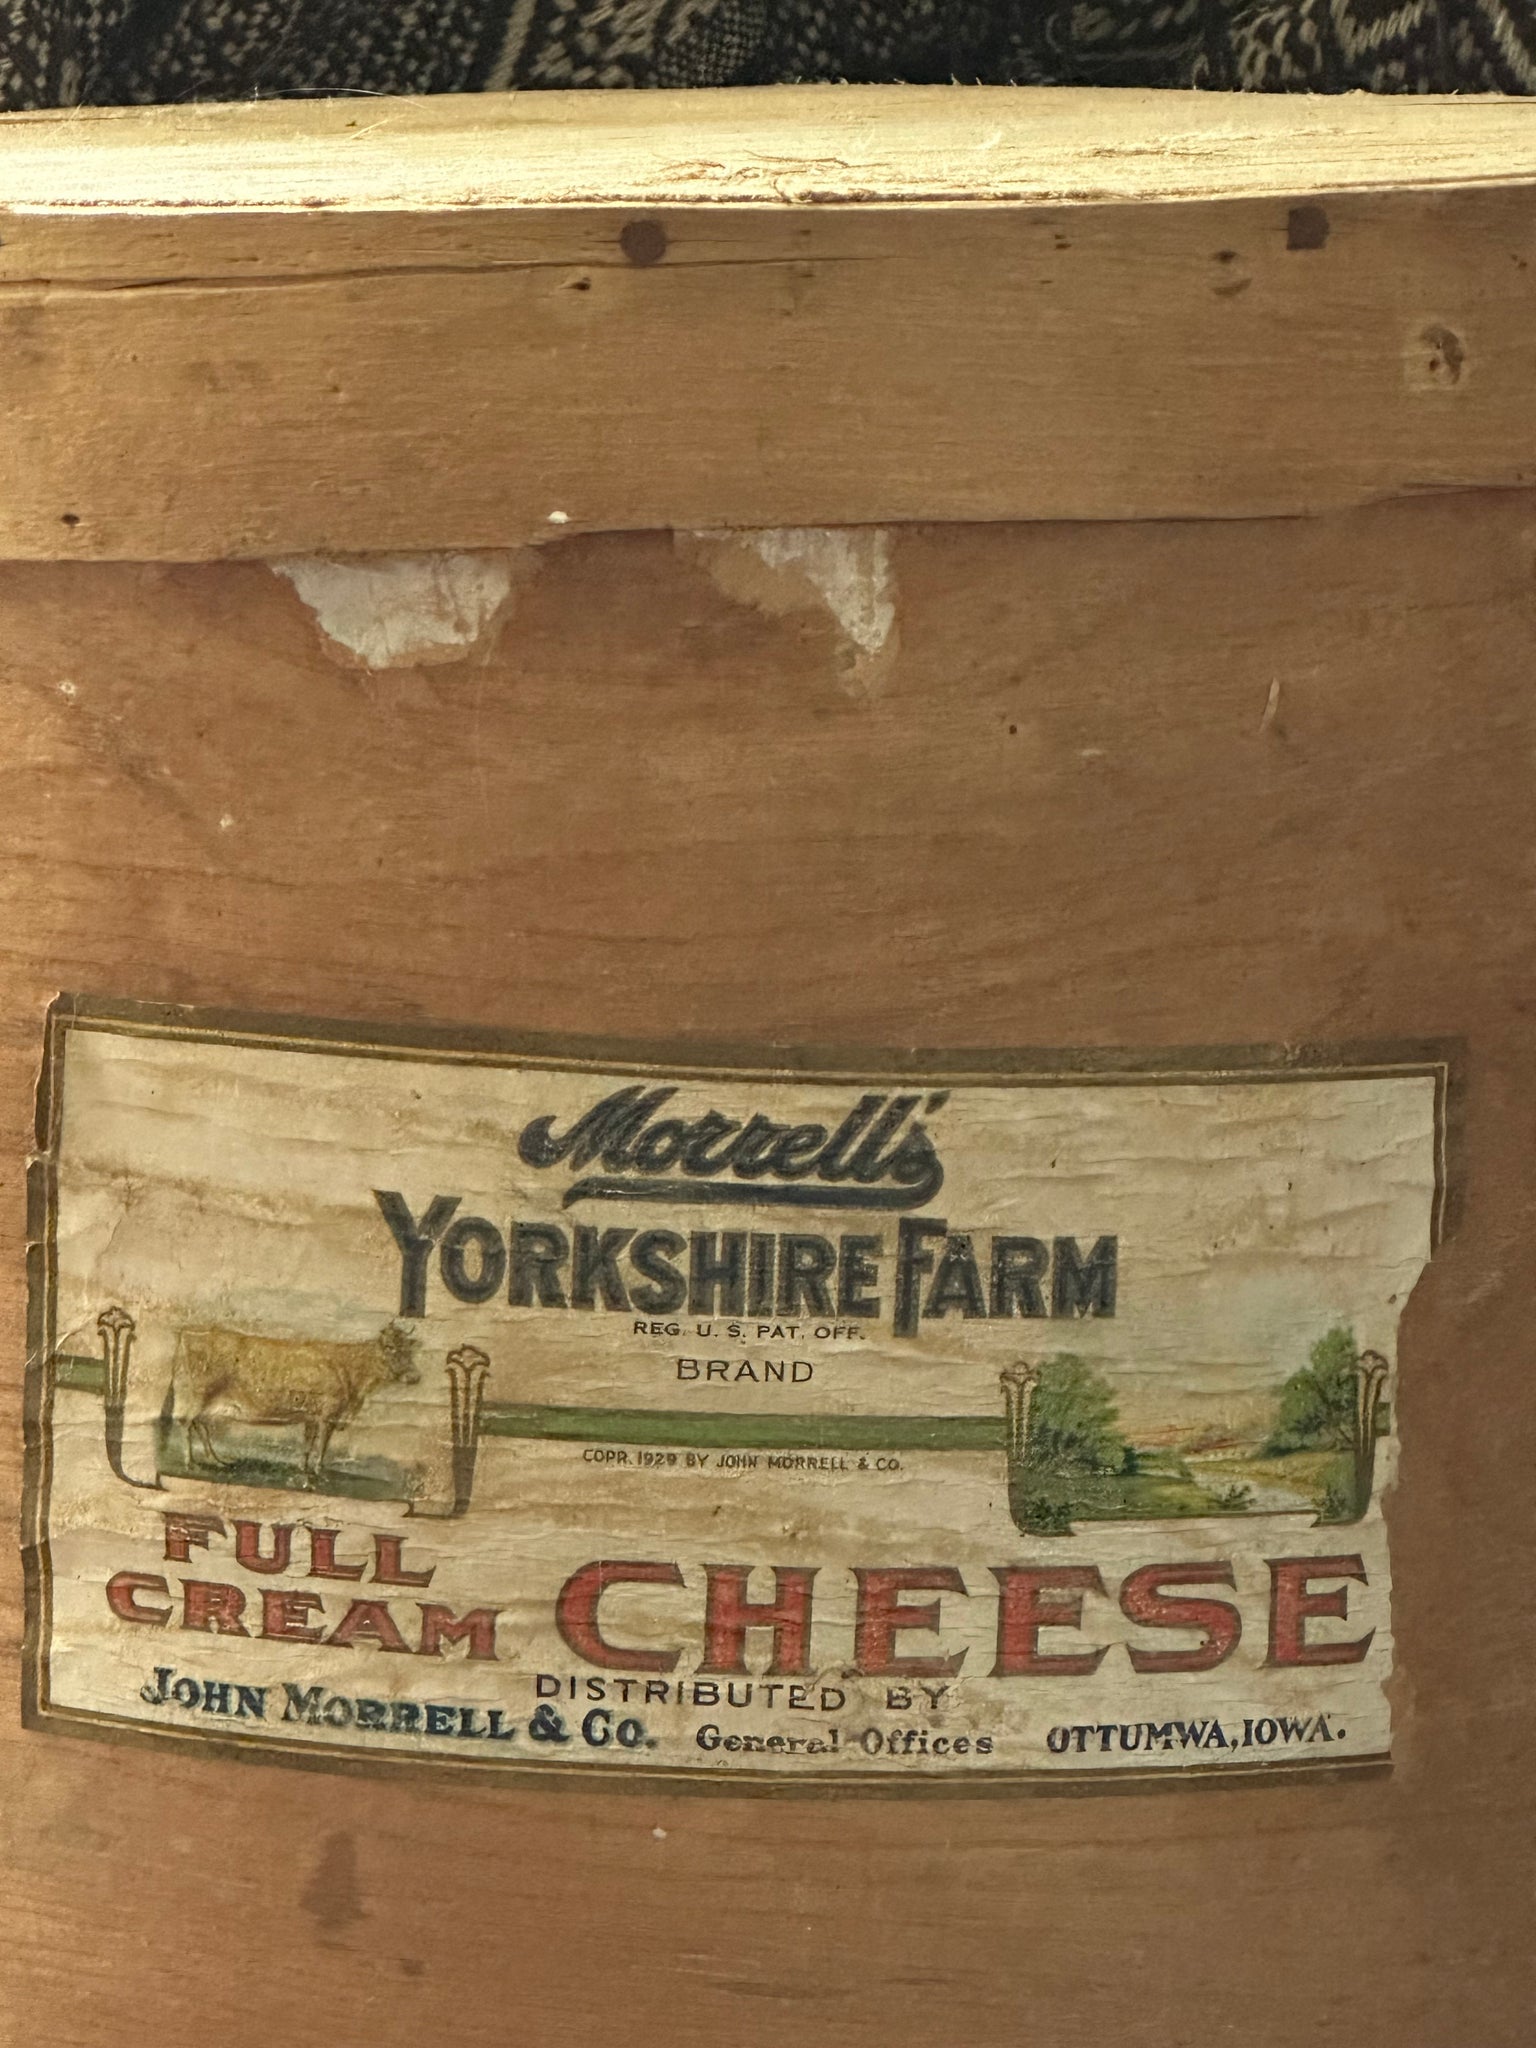 Morrell's
YORKSHIRE FARM
REG. U. S. PAT. OFF.
BRAND
COPR. 1929 BY JOHN MORRELL & CO.
FULL
CREAM
CHEESE
DISTRIBUTED BY
JOHN MORRELL & CO. General Offices OTTUMWA, IOWA.